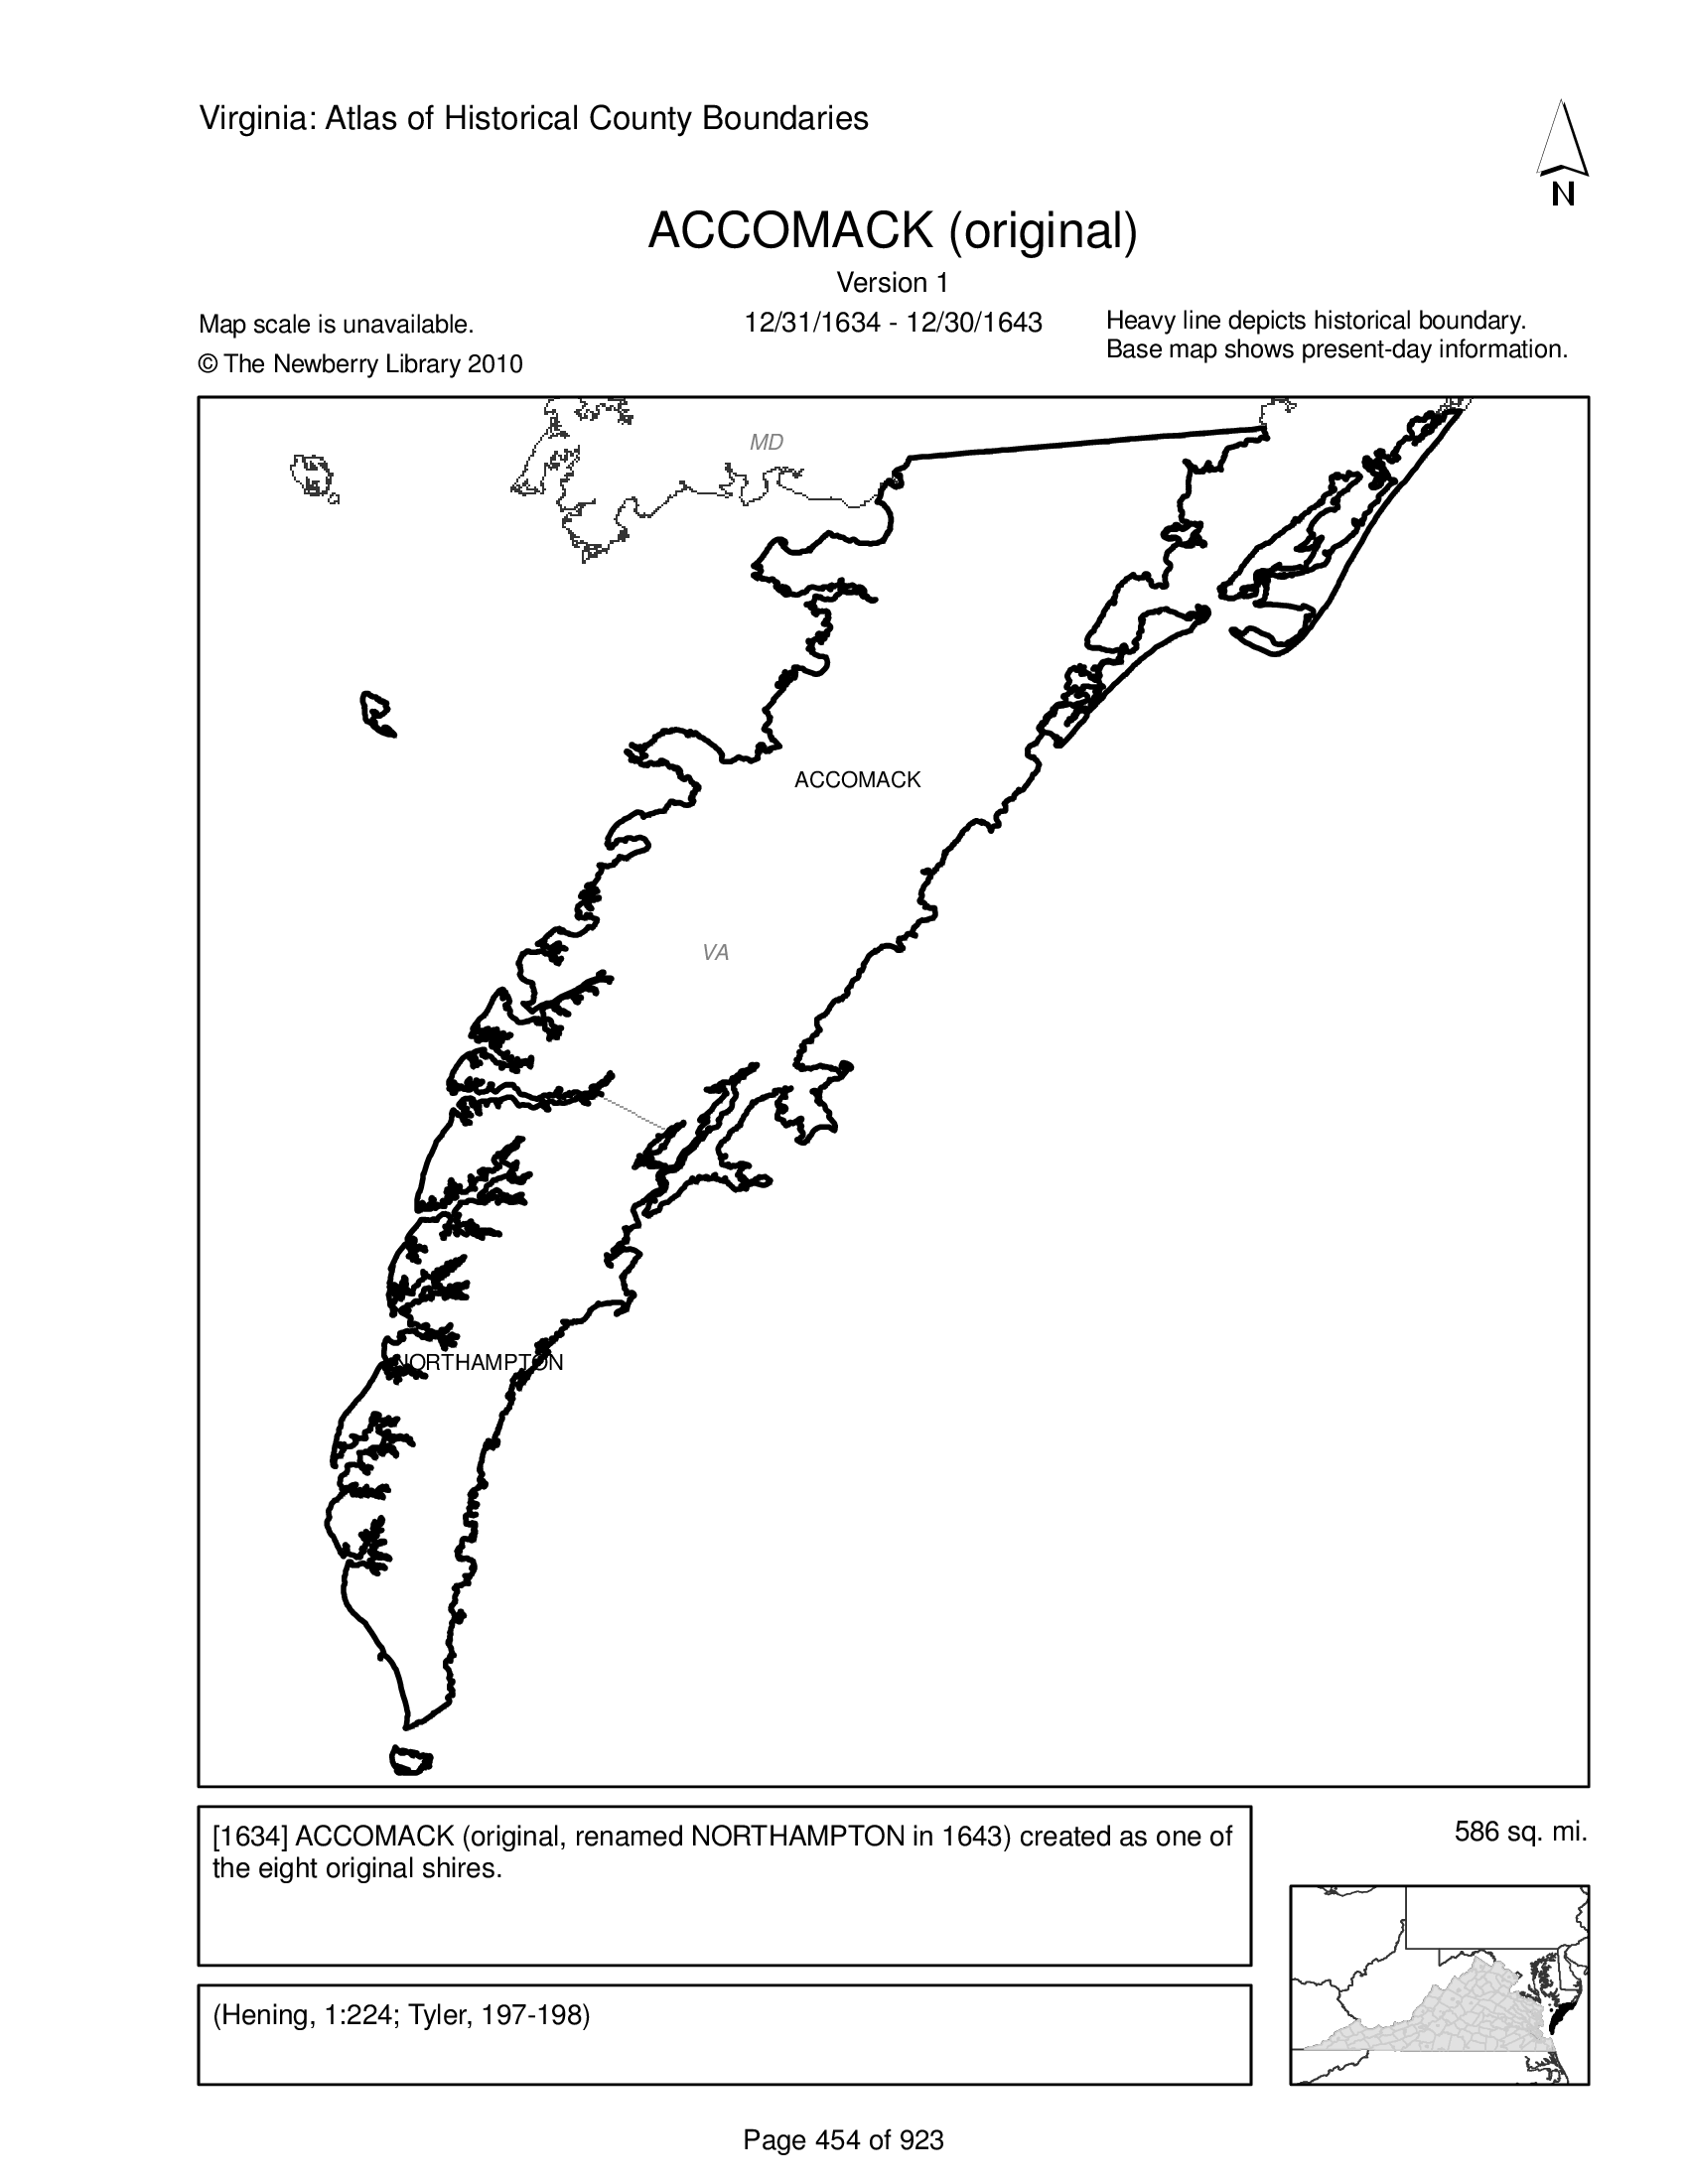 Virginia: Atlas of Historical County Boundaries
N
ACCOMACK (original)
Version 1
Map scale is unavailable.
12/31/1634 - 12/30/1643
Heavy line depicts historical boundary.
© The Newberry Library 2010
Base map shows present-day information.
MD
ACCOMACK
VA
NORTHAMPTON
[1634] ACCOMACK (original, renamed NORTHAMPTON in 1643) created as one of
the eight original shires.
586 sq. mi.
(Hening, 1:224; Tyler, 197-198)
Page 454 of 923